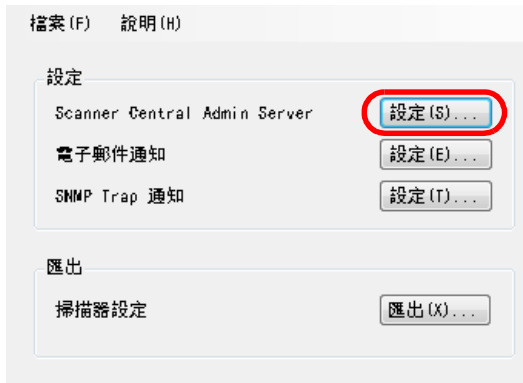 檔案(F) 說明(H)
設定
Scanner Central Admin Server 設定(S)...
電子郵件通知 設定(E)...
SNMP Trap 通知 設定(T)...
匯出
掃描器設定 匯出(X)...